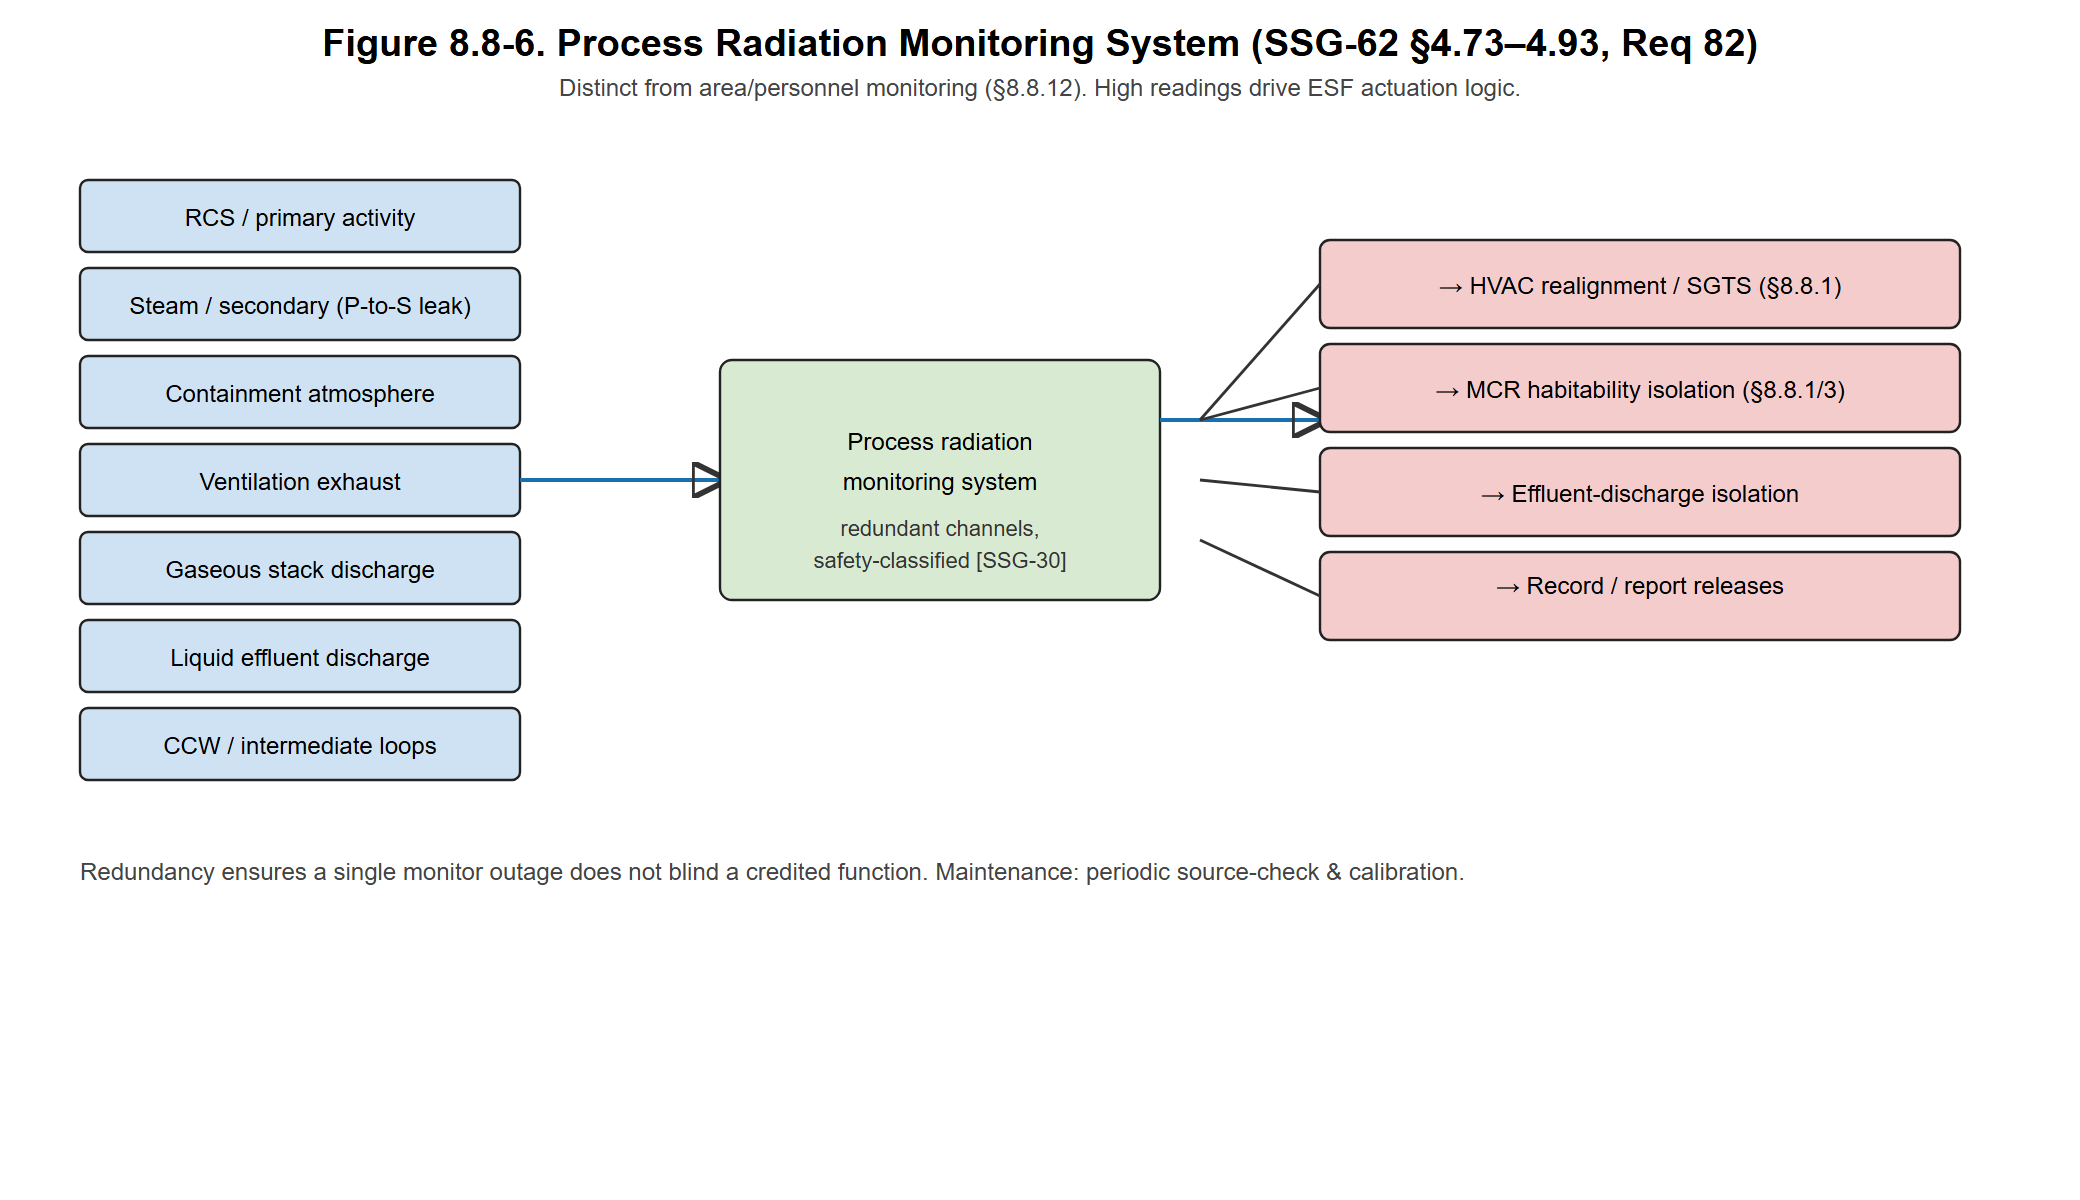 Figure 8.8-6. Process Radiation Monitoring System (SSG-62 §4.73–4.93, Req 82)
Distinct from area/personnel monitoring (§8.8.12). High readings drive ESF actuation logic.
RCS / primary activity
Steam / secondary (P-to-S leak)
Containment atmosphere
Ventilation exhaust
Gaseous stack discharge
Liquid effluent discharge
CCW / intermediate loops
Process radiation
monitoring system
redundant channels,
safety-classified [SSG-30]
→ HVAC realignment / SGTS (§8.8.1)
→ MCR habitability isolation (§8.8.1/3)
→ Effluent-discharge isolation
→ Record / report releases
Redundancy ensures a single monitor outage does not blind a credited function. Maintenance: periodic source-check & calibration.